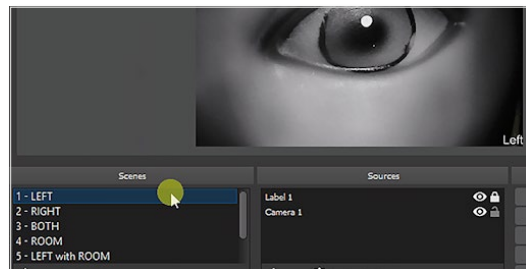 Left
Scenes
Sources
1 - LEFT
2 - RIGHT
3 - BOTH
4 - ROOM
5 - LEFT with ROOM
Label 1
Camera 1